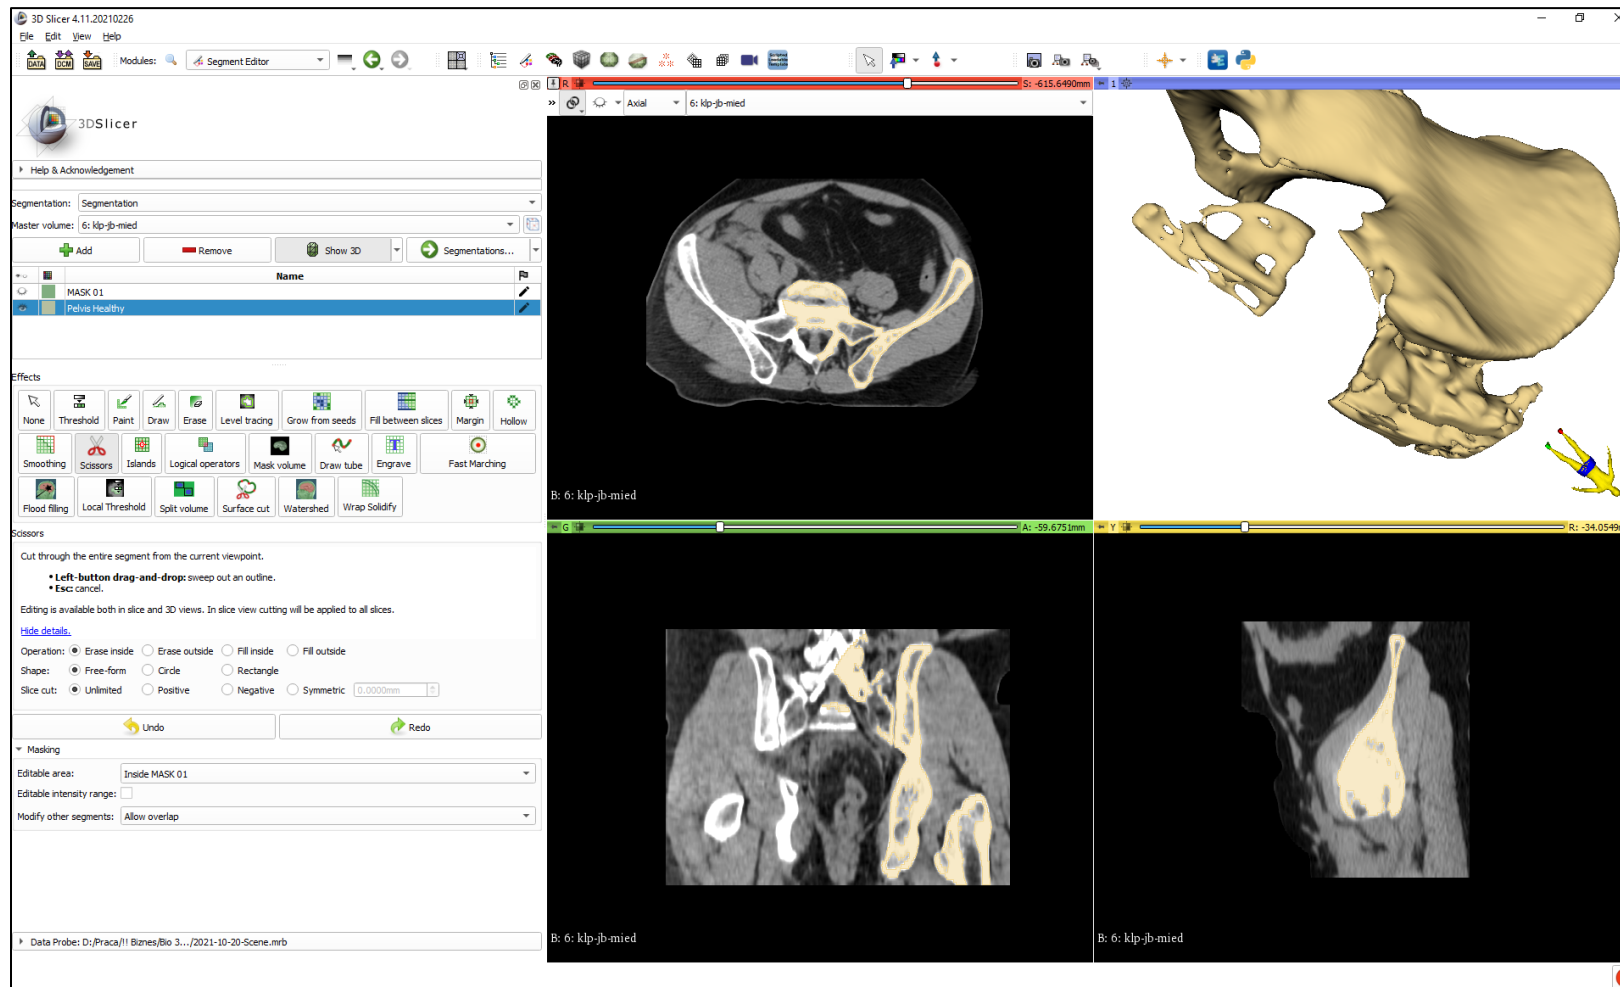 3D Slicer 4.11.20210226
File Edit View Help
DATA DCM SAVE Modules: Segment Editor
R S: -615.6490mm 1
Axial 6: klp-jb-mied
3DSlicer
Help & Acknowledgement
Segmentation: Segmentation
Master volume: 6: klp-jb-mied
Add Remove Show 3D Segmentations...
Name
MASK 01
Pelvis Healthy
Effects
None Threshold Paint Draw Erase Level tracing Grow from seeds Fill between slices Margin Hollow
Smoothing Scissors Islands Logical operators Mask volume Draw tube Engrave Fast Marching
Flood filling Local Threshold Split volume Surface cut Watershed Wrap Solidify
B: 6: klp-jb-mied
G A: -59.6751mm Y R: -34.0549m
Scissors
Cut through the entire segment from the current viewpoint.
• Left-button drag-and-drop: sweep out an outline.
• Esc: cancel.
Editing is available both in slice and 3D views. In slice view cutting will be applied to all slices.
Hide details.
Operation: Erase inside Erase outside Fill inside Fill outside
Shape: Free-form Circle Rectangle
Slice cut: Unlimited Positive Negative Symmetric 0.0000mm
Undo Redo
Masking
Editable area: Inside MASK 01
Editable intensity range:
Modify other segments: Allow overlap
Data Probe: D:/Praca/!! Biznes/Bio 3.../2021-10-20-Scene.mrb
B: 6: klp-jb-mied B: 6: klp-jb-mied